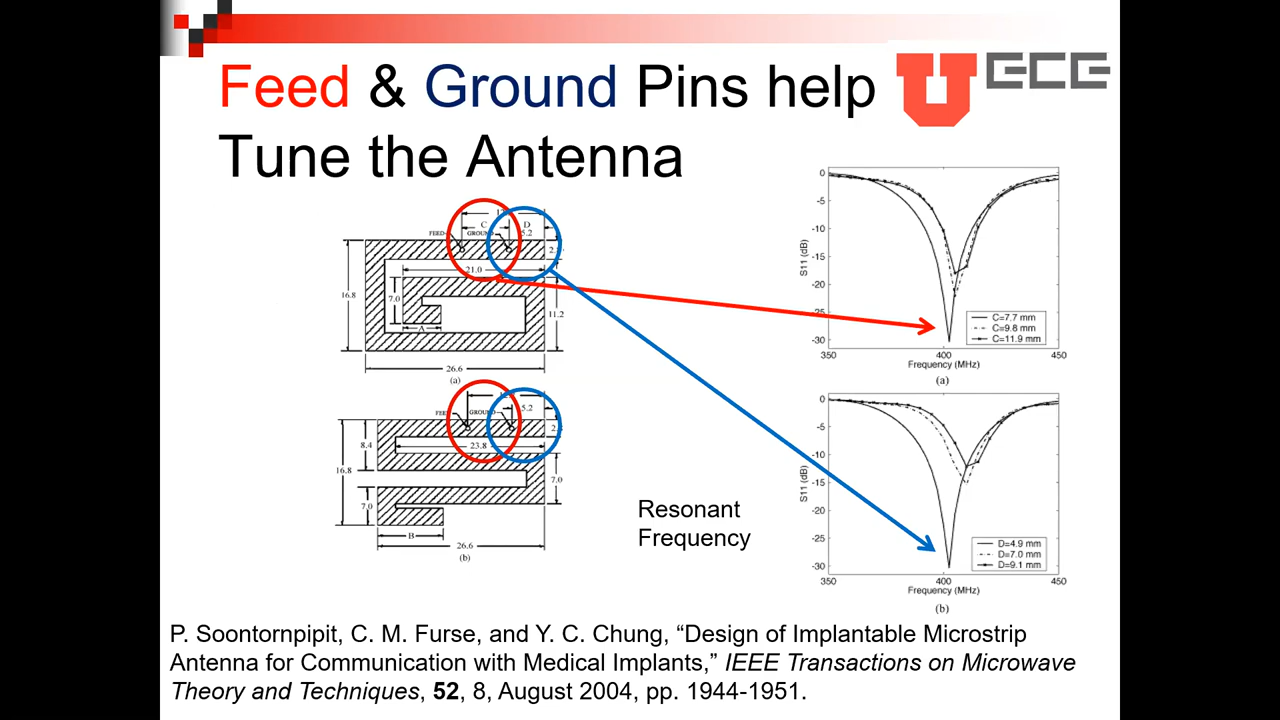 Feed & Ground Pins help
Tune the Antenna
U ECE
C
D
FEED
GROUND
5.2
21.0
16.8
7.0
A
11.2
26.6
(a)
5.2
FEED
GROUND
8.4
23.8
16.8
7.0
7.0
B
26.6
(b)
Resonant
Frequency
0
-5
-10
-15
-20
-25
-30
S11 (dB)
C=7.7 mm
C=9.8 mm
C=11.9 mm
350
400
450
Frequency (MHz)
(a)
0
-5
-10
-15
-20
-25
-30
S11 (dB)
D=4.9 mm
D=7.0 mm
D=9.1 mm
350
400
450
Frequency (MHz)
(b)
P. Soontornpipit, C. M. Furse, and Y. C. Chung, “Design of Implantable Microstrip
Antenna for Communication with Medical Implants,” IEEE Transactions on Microwave
Theory and Techniques, 52, 8, August 2004, pp. 1944-1951.